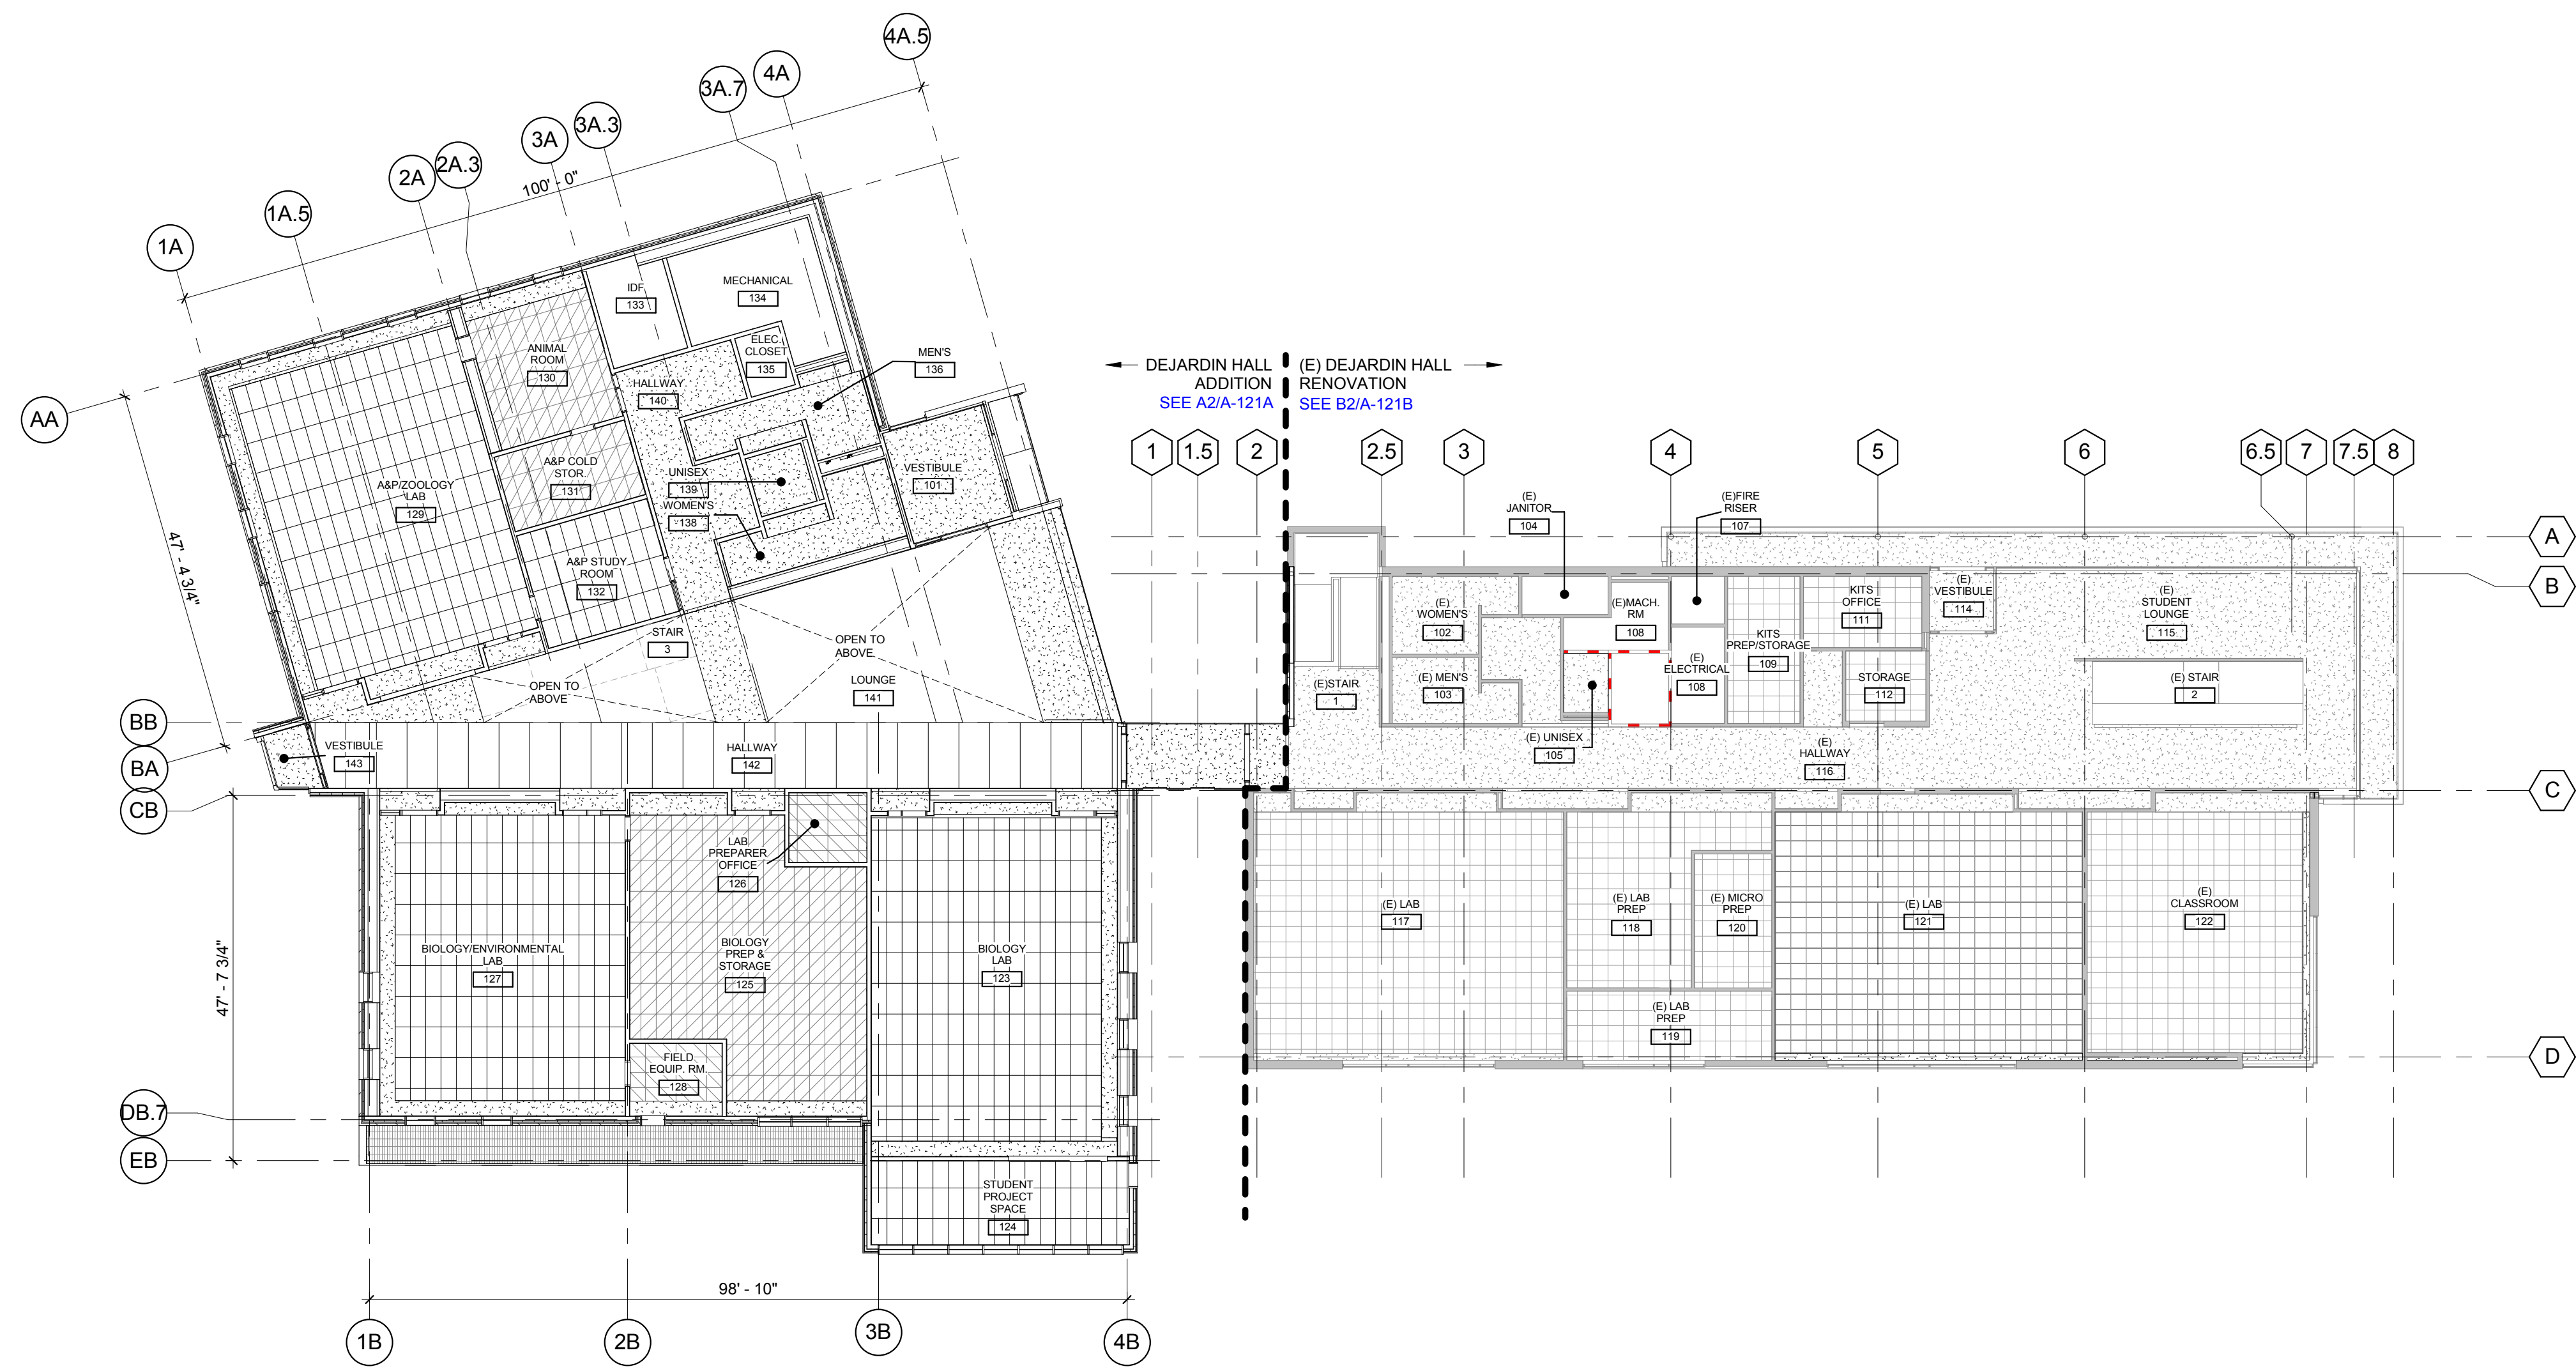 4A.5
4A
3A.7
3A.3
3A
2A.3
2A
1A.5
1A
100' - 0"
AA
47' - 4 3/4"
BB
BA
CB
47' - 7 3/4"
DB.7
EB
IDF
133
MECHANICAL
134
ANIMAL
ROOM
130
ELEC.
CLOSET
135
MEN'S
136
HALLWAY
140
A&P COLD
STOR.
131
A&P/ZOOLOGY
LAB
129
UNISEX
139
WOMEN'S
138
VESTIBULE
101
A&P STUDY
ROOM
132
STAIR
3
OPEN TO
ABOVE
OPEN TO
ABOVE
LOUNGE
141
VESTIBULE
143
HALLWAY
142
LAB
PREPARER
OFFICE
126
BIOLOGY/ENVIRONMENTAL
LAB
127
BIOLOGY
PREP &
STORAGE
125
BIOLOGY
LAB
123
FIELD
EQUIP. RM.
128
STUDENT
PROJECT
SPACE
124
98' - 10"
1B
2B
3B
4B
DEJARDIN HALL
ADDITION
SEE A2/A-121A
(E) DEJARDIN HALL
RENOVATION
SEE B2/A-121B
1
1.5
2
2.5
3
4
5
6
6.5
7
7.5
8
A
B
C
D
(E)
JANITOR
104
(E)FIRE
RISER
107
(E)
WOMEN'S
102
(E)MACH.
RM
108
KITS
OFFICE
111
(E)
VESTIBULE
114
(E)
STUDENT
LOUNGE
115
KITS
PREP/STORAGE
109
(E)STAIR
1
(E) MEN'S
103
(E)
ELECTRICAL
108
STORAGE
112
(E) STAIR
2
(E) UNISEX
105
(E)
HALLWAY
116
(E) LAB
117
(E) LAB
PREP
118
(E) MICRO
PREP
120
(E) LAB
121
(E)
CLASSROOM
122
(E) LAB
PREP
119